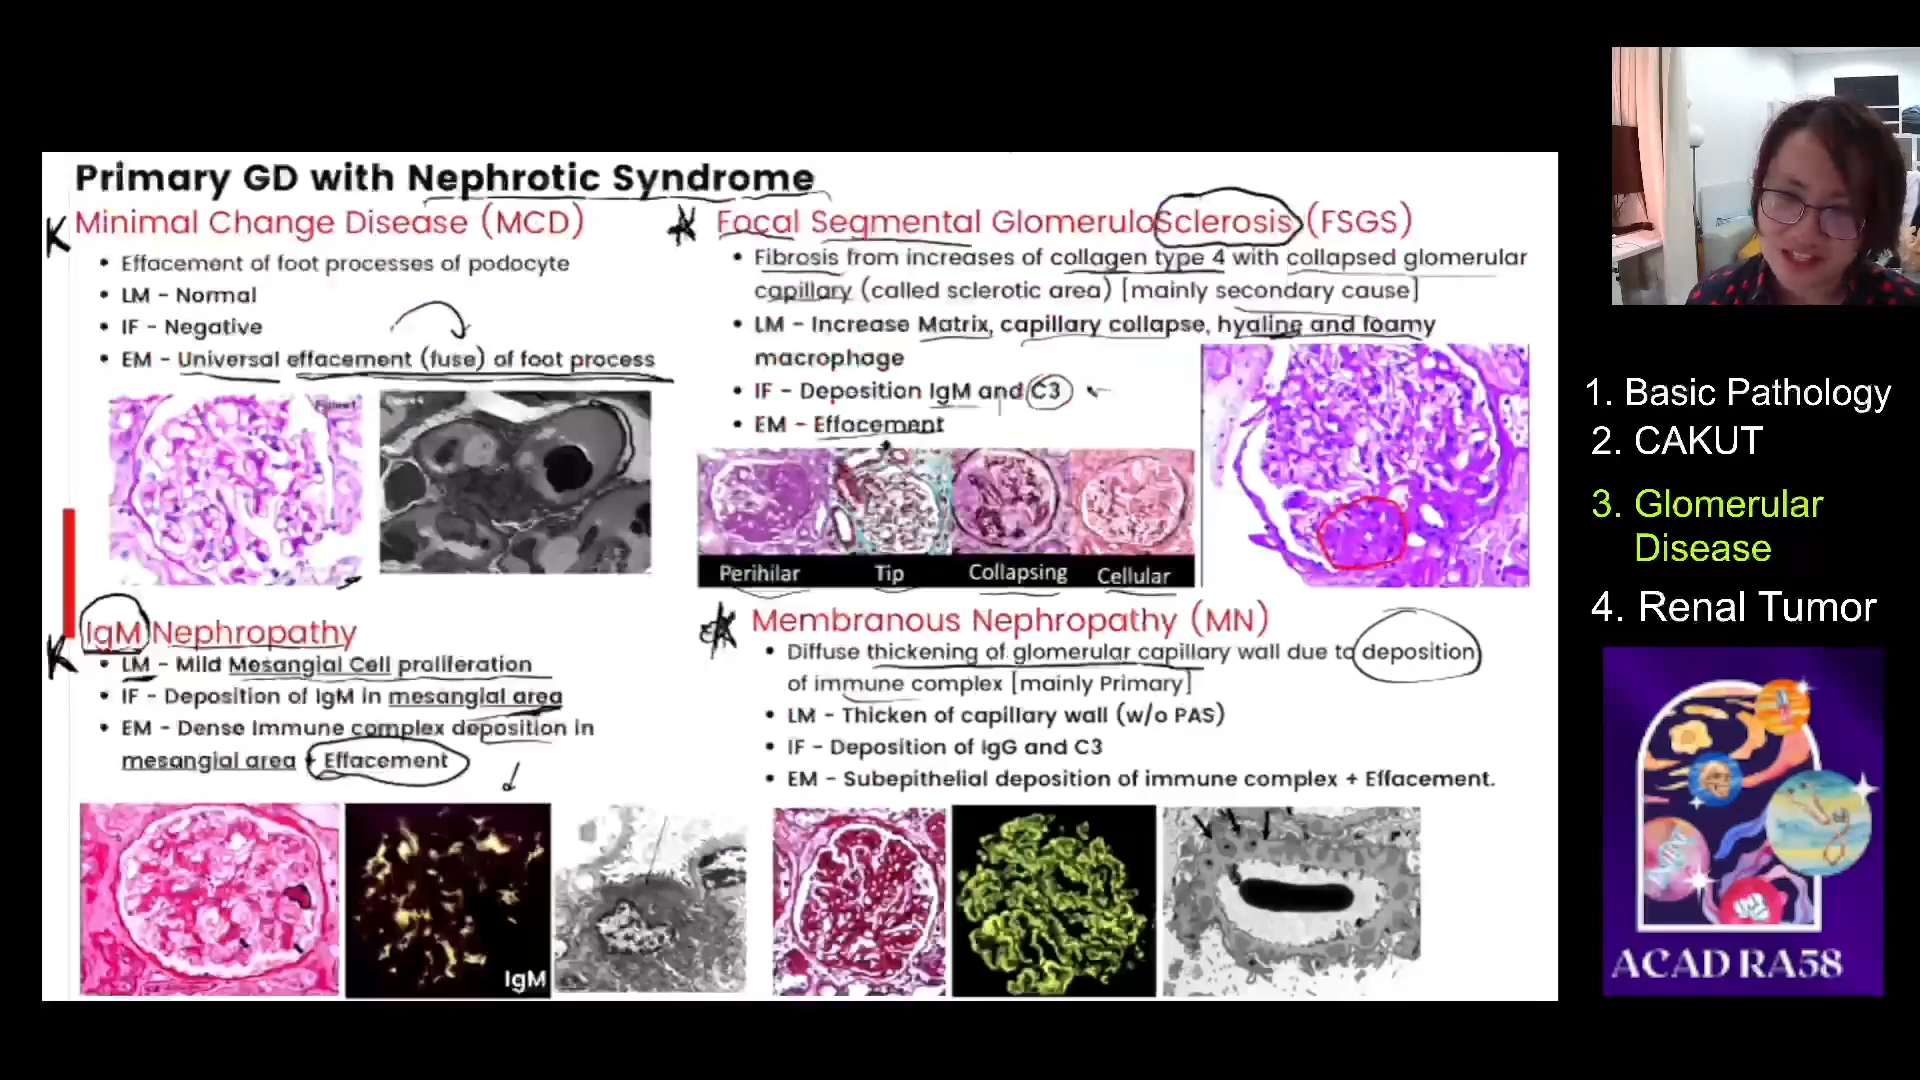 Primary GD with Nephrotic Syndrome
K Minimal Change Disease (MCD)
• Effacement of foot processes of podocyte
• LM - Normal
• IF - Negative
• EM - Universal effacement (fuse) of foot process
Focal Segmental GlomeruloSclerosis (FSGS)
• Fibrosis from increases of collagen type 4 with collapsed glomerular
capillary (called sclerotic area) [mainly secondary cause]
• LM - Increase Matrix, capillary collapse, hyaline and foamy
macrophage
• IF - Deposition IgM and C3
• EM - Effacement
Perihilar Tip Collapsing Cellular
K IgM Nephropathy
• LM - Mild Mesangial Cell proliferation
• IF - Deposition of IgM in mesangial area
• EM - Dense Immune complex deposition in
mesangial area + Effacement
IgM
Membranous Nephropathy (MN)
• Diffuse thickening of glomerular capillary wall due to deposition
of immune complex [mainly Primary]
• LM - Thicken of capillary wall (w/o PAS)
• IF - Deposition of IgG and C3
• EM - Subepithelial deposition of immune complex + Effacement.
1. Basic Pathology
2. CAKUT
3. Glomerular
Disease
4. Renal Tumor
ACAD RA58